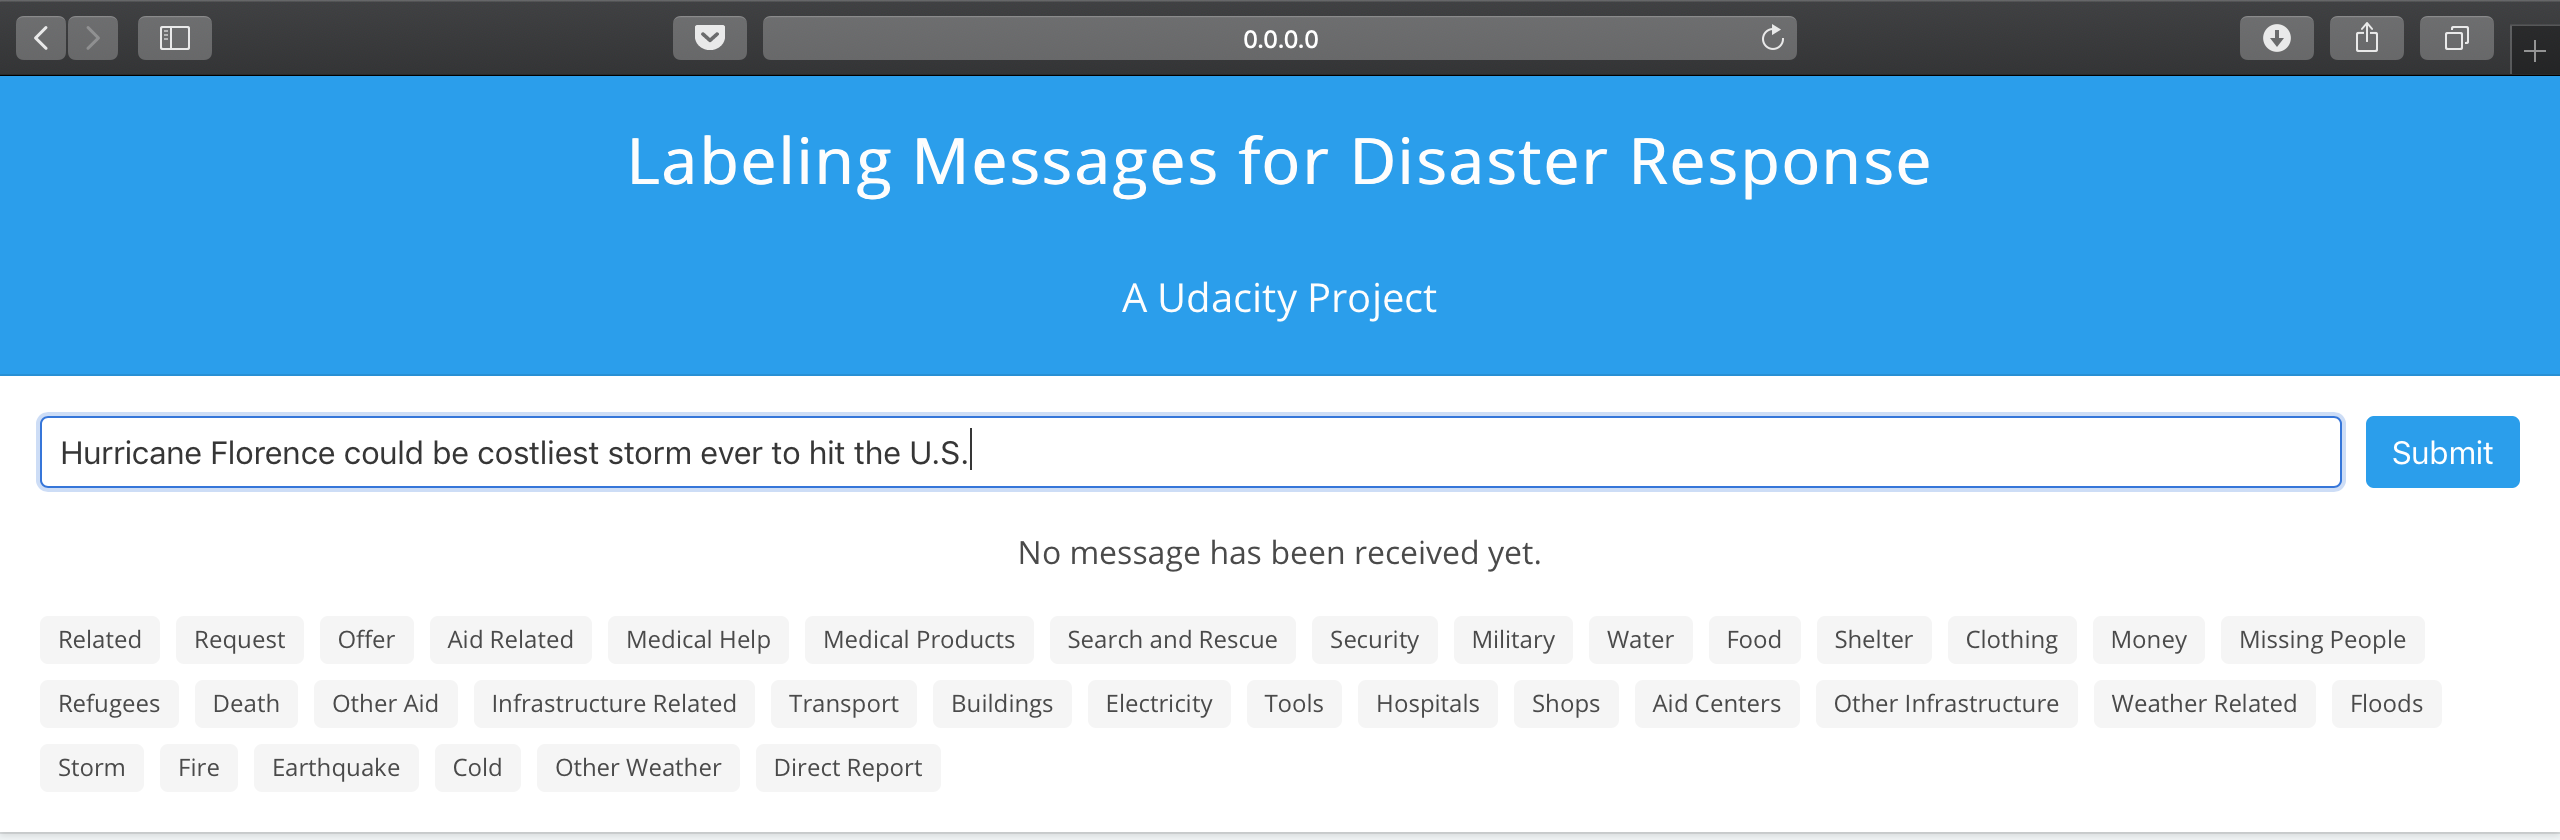 0.0.0.0
Labeling Messages for Disaster Response
A Udacity Project
Hurricane Florence could be costliest storm ever to hit the U.S. Submit
No message has been received yet.
Related Request Offer Aid Related Medical Help Medical Products Search and Rescue Security Military Water Food Shelter Clothing Money Missing People
Refugees Death Other Aid Infrastructure Related Transport Buildings Electricity Tools Hospitals Shops Aid Centers Other Infrastructure Weather Related Floods
Storm Fire Earthquake Cold Other Weather Direct Report